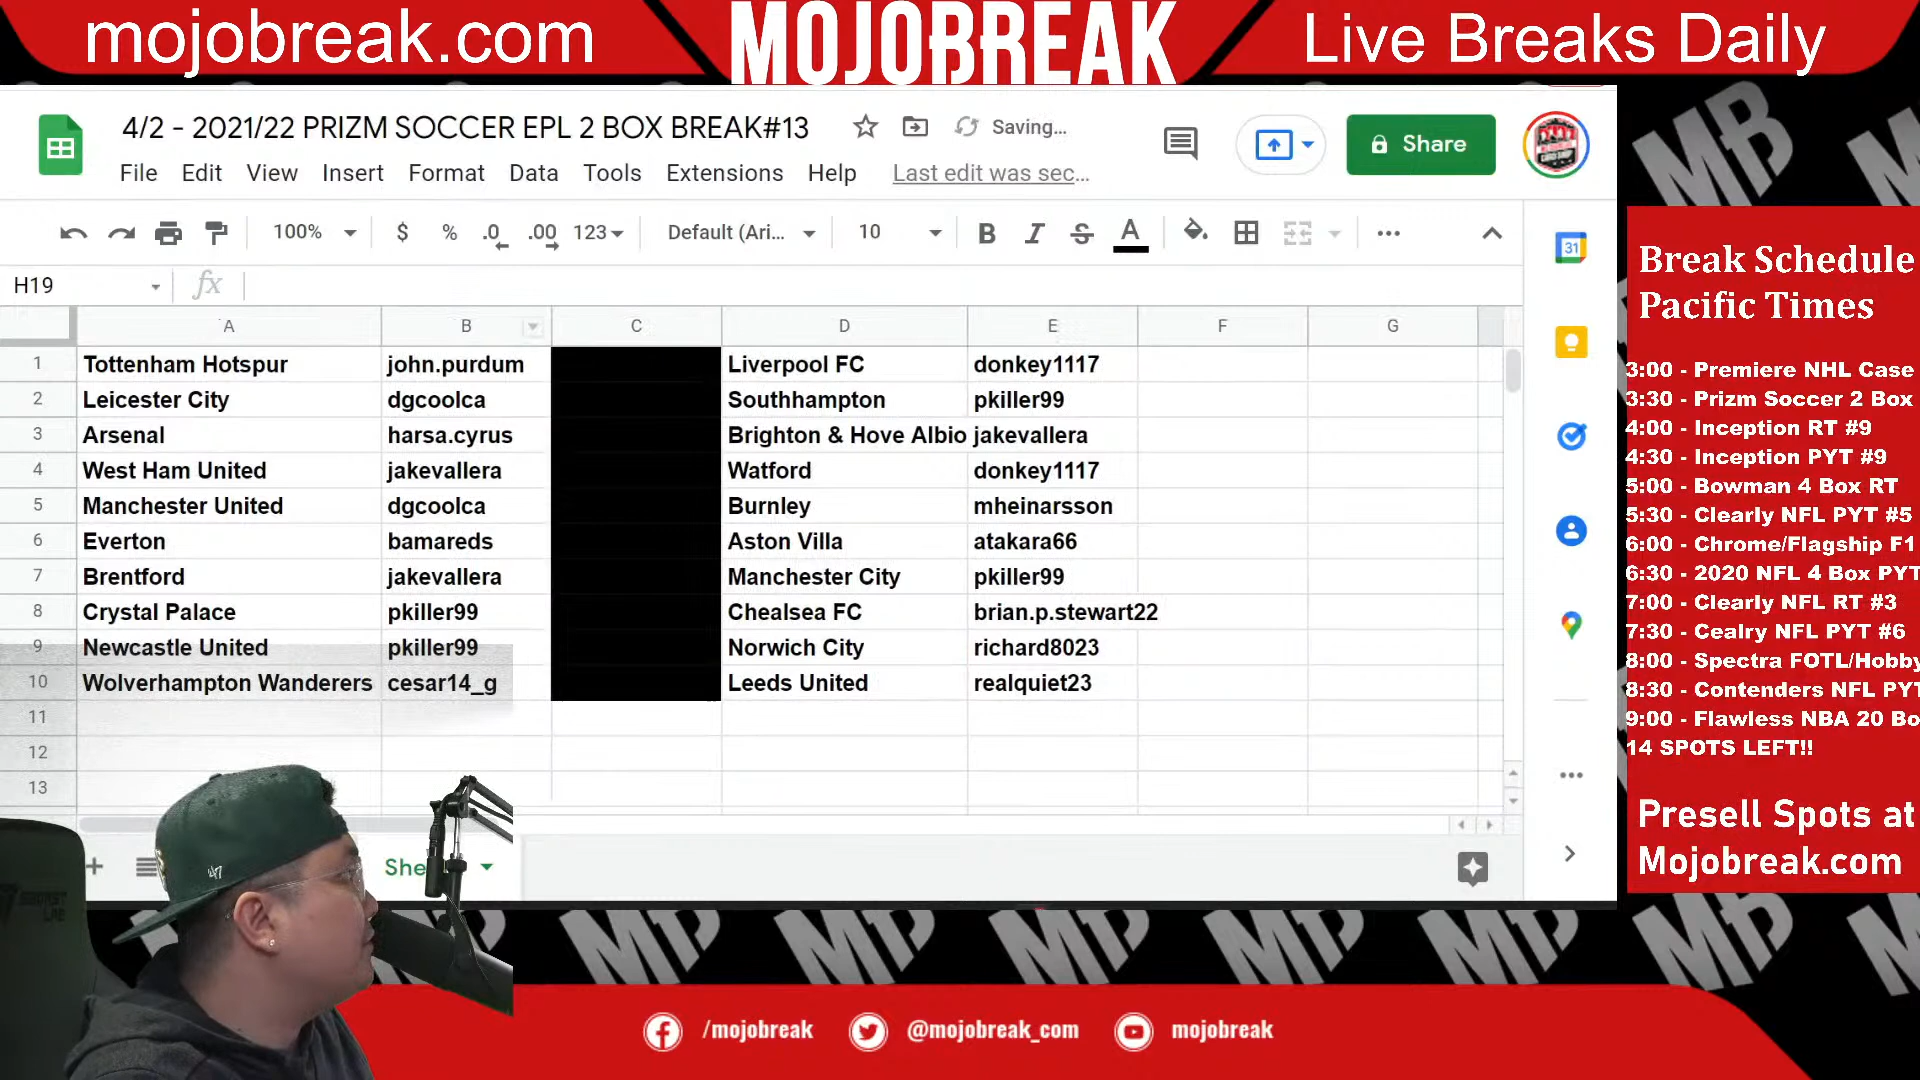 mojobreak.com
MOJOBREAK
Live Breaks Daily
4/2 - 2021/22 PRIZM SOCCER EPL 2 BOX BREAK#13
Saving...
Share
File Edit View Insert Format Data Tools Extensions Help Last edit was sec...
100% $ % .0 .00 123 Default (Ari... 10 B I S A
31
H19 fx
A B C D E F G
1 Tottenham Hotspur john.purdum Liverpool FC donkey1117
2 Leicester City dgcoolca Southhampton pkiller99
3 Arsenal harsa.cyrus Brighton & Hove Albio jakevallera
4 West Ham United jakevallera Watford donkey1117
5 Manchester United dgcoolca Burnley mheinarsson
6 Everton bamareds Aston Villa atakara66
7 Brentford jakevallera Manchester City pkiller99
8 Crystal Palace pkiller99 Chealsea FC brian.p.stewart22
9 Newcastle United pkiller99 Norwich City richard8023
10 Wolverhampton Wanderers cesar14_g Leeds United realquiet23
11
12
13
She
'47
Break Schedule
Pacific Times
3:00 - Premiere NHL Case
3:30 - Prizm Soccer 2 Box
4:00 - Inception RT #9
4:30 - Inception PYT #9
5:00 - Bowman 4 Box RT
5:30 - Clearly NFL PYT #5
6:00 - Chrome/Flagship F1
6:30 - 2020 NFL 4 Box PYT
7:00 - Clearly NFL RT #3
7:30 - Cealry NFL PYT #6
8:00 - Spectra FOTL/Hobby
8:30 - Contenders NFL PYT
9:00 - Flawless NBA 20 Bo
14 SPOTS LEFT!!
Presell Spots at
Mojobreak.com
/mojobreak
@mojobreak_com
mojobreak